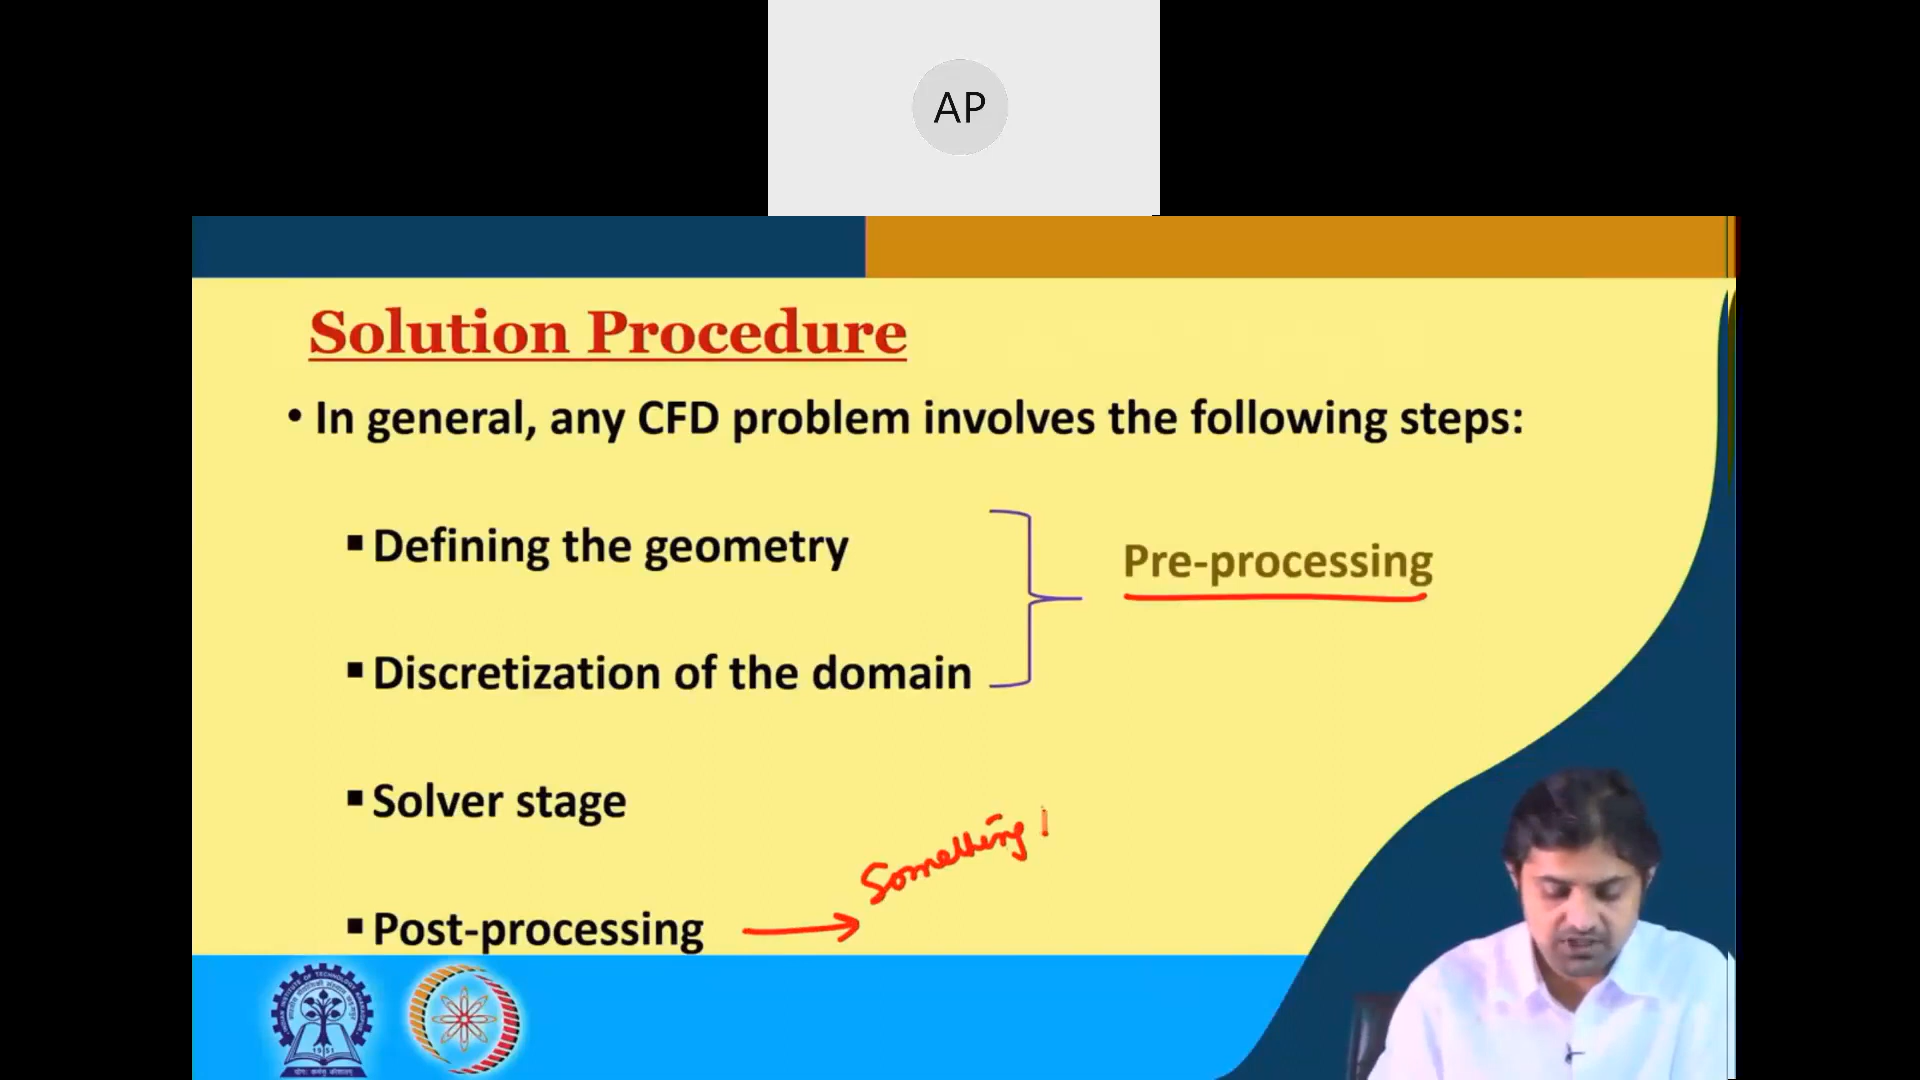 AP
Solution Procedure
• In general, any CFD problem involves the following steps:
▪ Defining the geometry
Pre-processing
▪ Discretization of the domain
▪ Solver stage
Something
▪ Post-processing